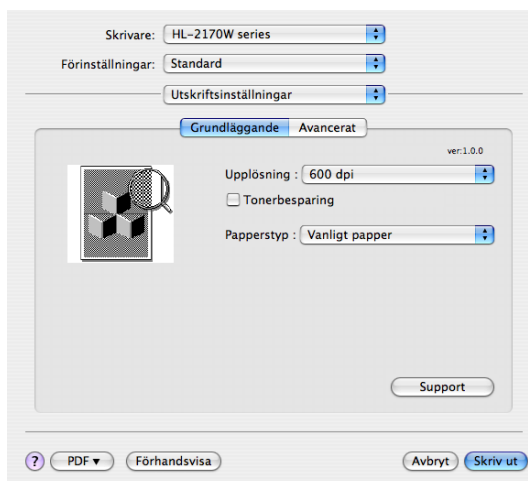 Skrivare: HL-2170W series
Förinställningar: Standard
Utskriftsinställningar
Grundläggande Avancerat
ver:1.0.0
Upplösning : 600 dpi
Tonerbesparing
Papperstyp : Vanligt papper
Support
? PDF ▼ Förhandsvisa Avbryt Skriv ut